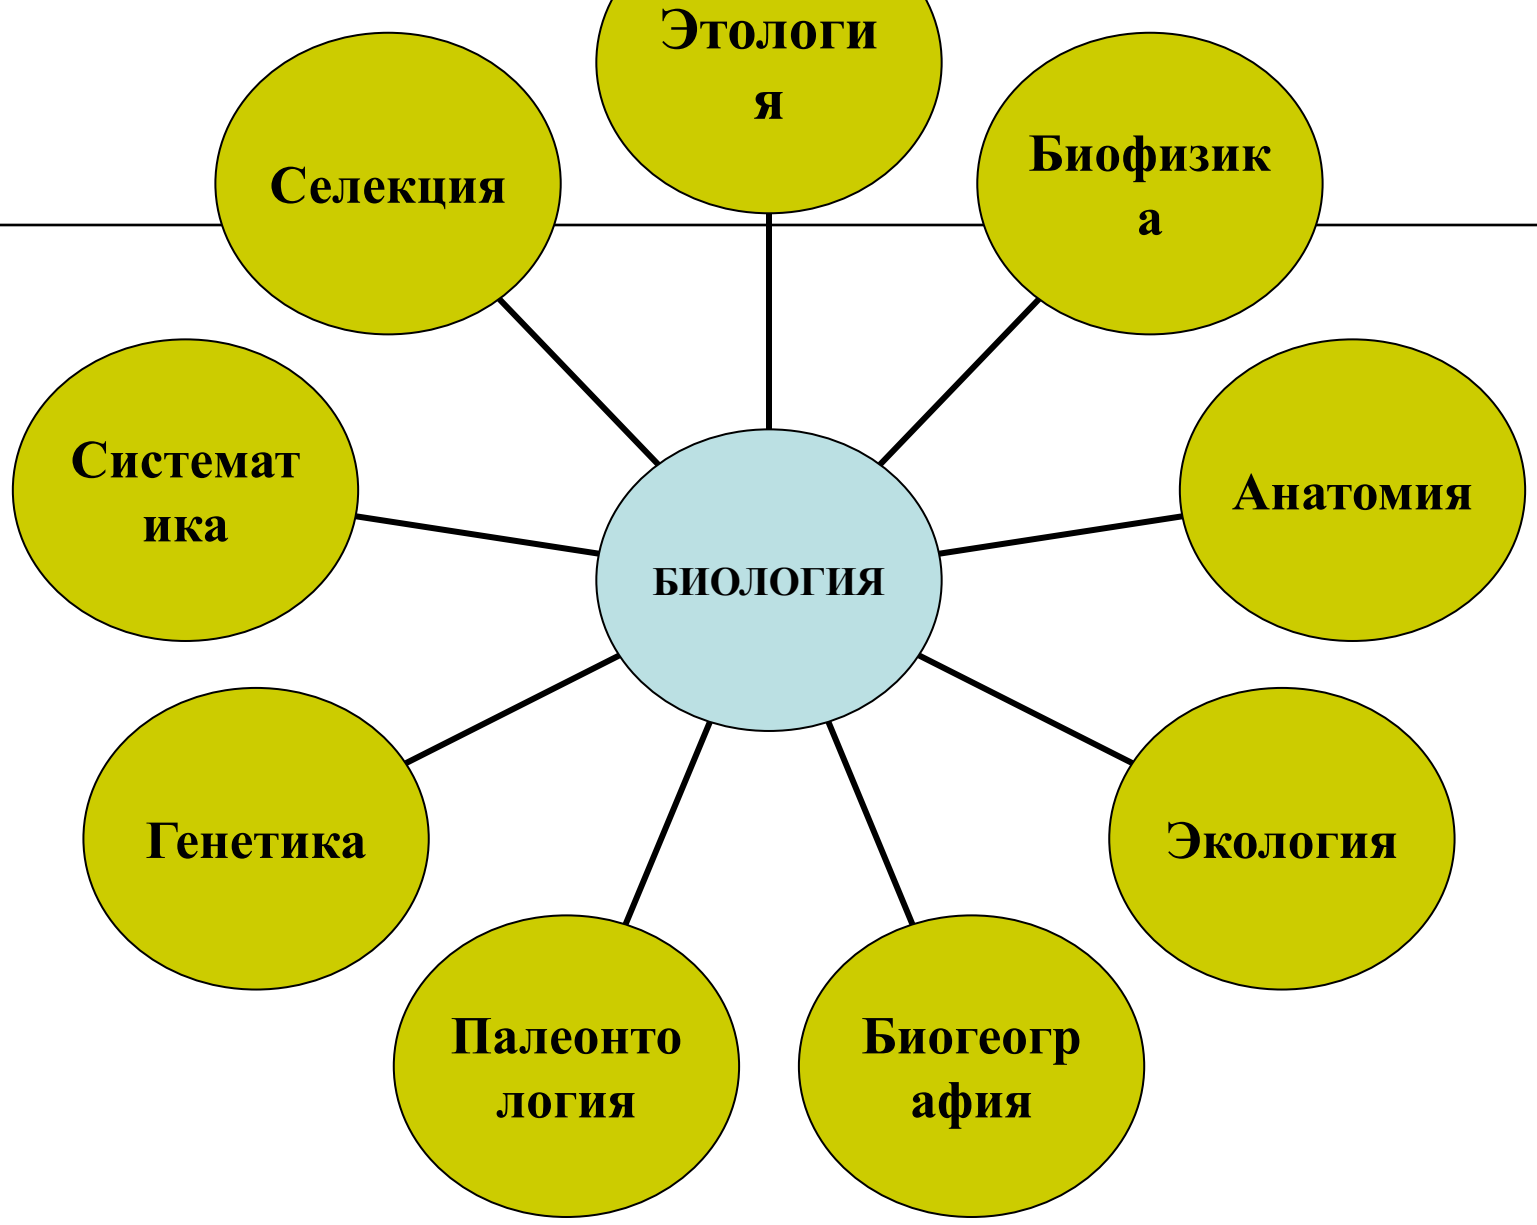 Этологи
я
Селекция
Биофизик
а
Системат
ика
Анатомия
БИОЛОГИЯ
Генетика
Экология
Палеонто
логия
Биогеогр
афия